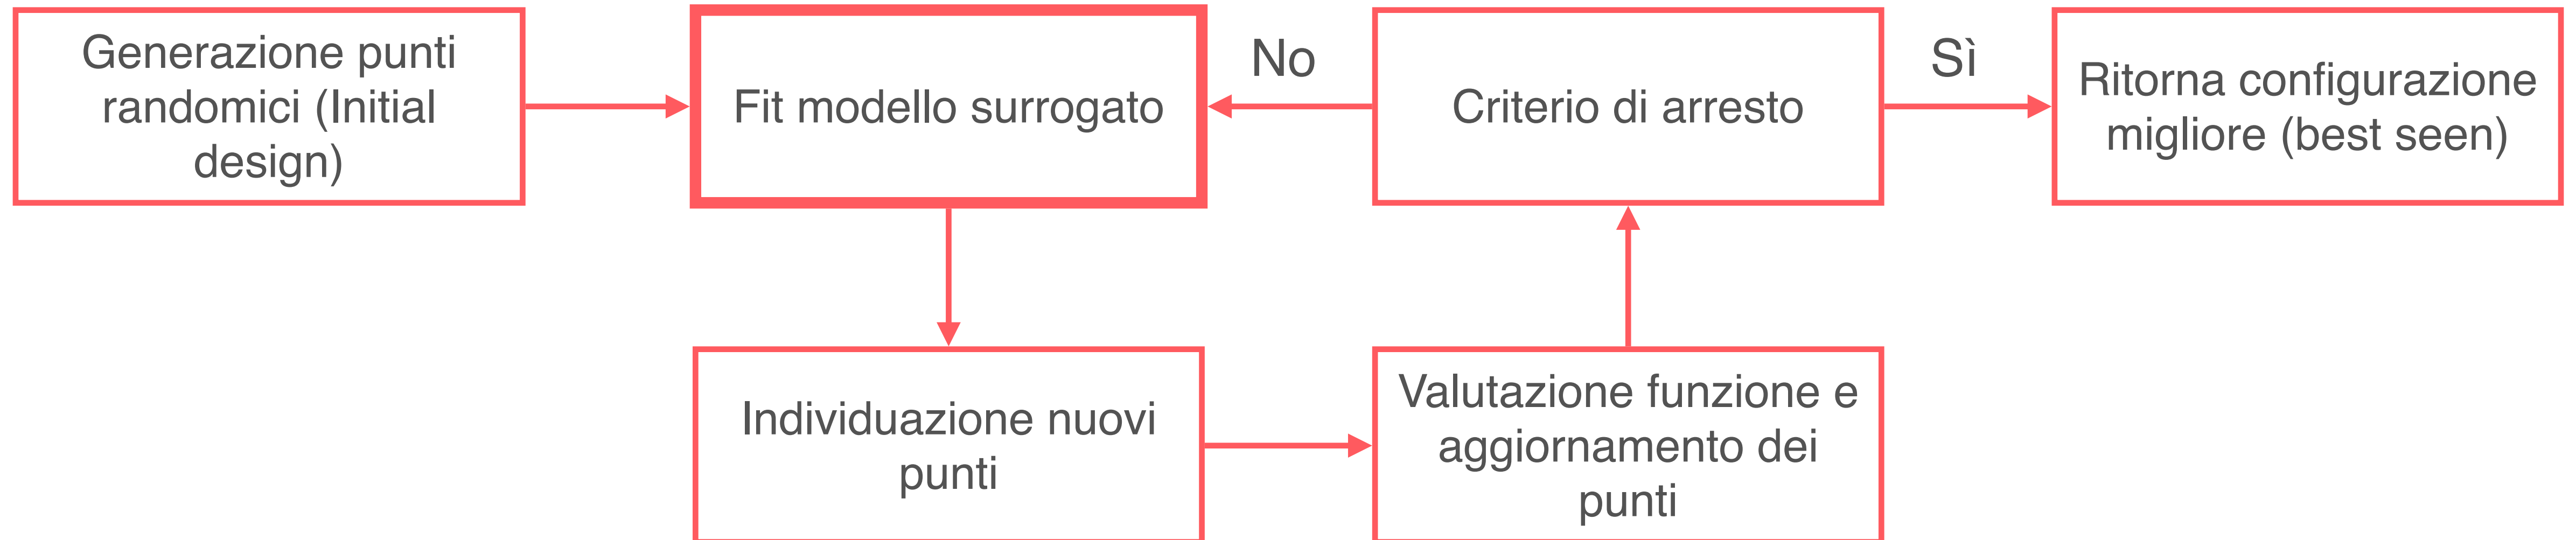 Generazione punti
randomici (Initial
design)
Fit modello surrogato
No
Criterio di arresto
Sì
Ritorna configurazione
migliore (best seen)
Individuazione nuovi
punti
Valutazione funzione e
aggiornamento dei
punti